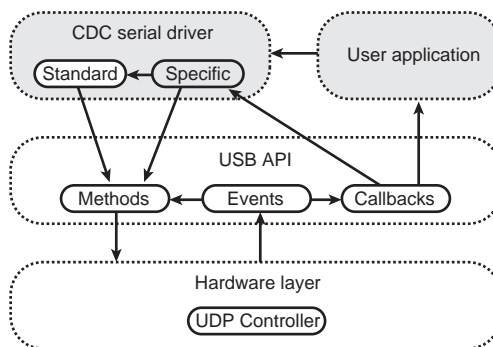 CDC serial driver
User application
Standard
Specific
USB API
Methods
Events
Callbacks
Hardware layer
UDP Controller